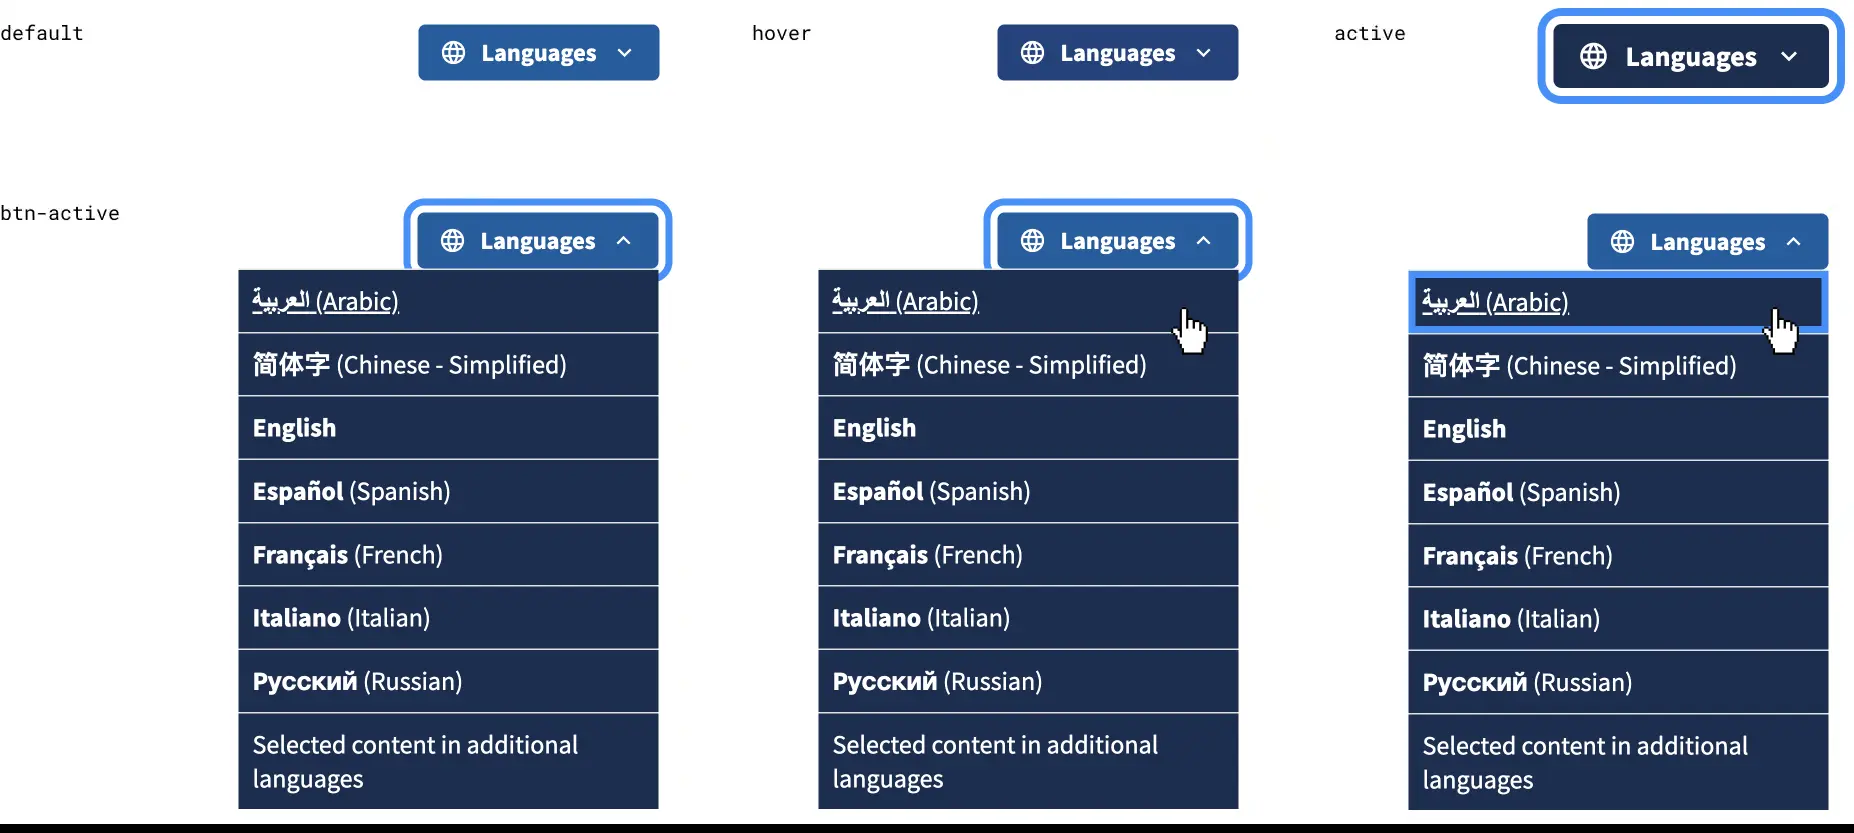 default
Languages
hover
Languages
active
Languages
btn-active
Languages
العربية (Arabic)
简体字 (Chinese - Simplified)
English
Español (Spanish)
Français (French)
Italiano (Italian)
Русский (Russian)
Selected content in additional
languages
Languages
العربية (Arabic)
简体字 (Chinese - Simplified)
English
Español (Spanish)
Français (French)
Italiano (Italian)
Русский (Russian)
Selected content in additional
languages
Languages
العربية (Arabic)
简体字 (Chinese - Simplified)
English
Español (Spanish)
Français (French)
Italiano (Italian)
Русский (Russian)
Selected content in additional
languages